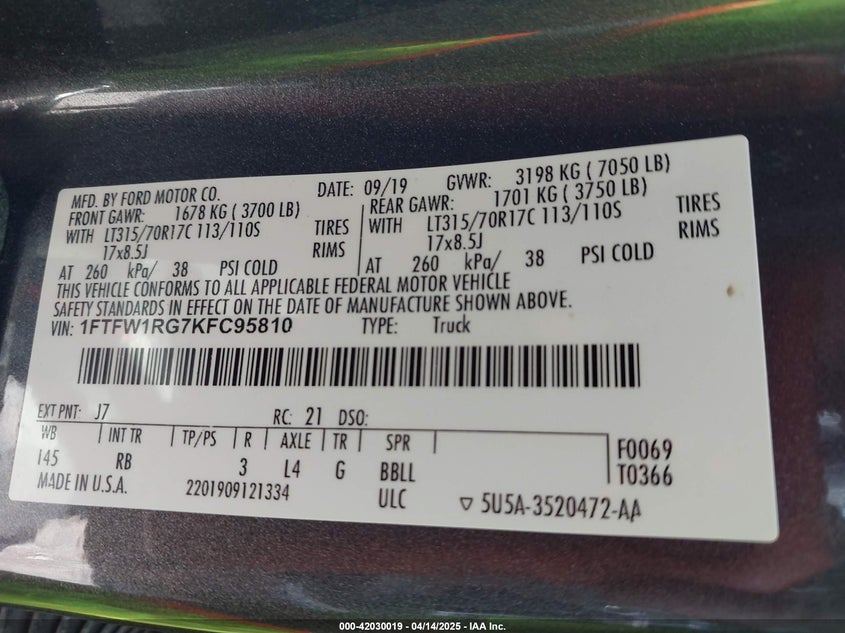 MFD. BY FORD MOTOR CO. DATE: 09/19 GVWR: 3198 KG ( 7050 LB)
FRONT GAWR: 1678 KG ( 3700 LB) REAR GAWR: 1701 KG ( 3750 LB)
WITH LT315/70R17C 113/110S TIRES WITH LT315/70R17C 113/110S TIRES
17x8.5J RIMS 17x8.5J RIMS
AT 260 kPa/ 38 PSI COLD AT 260 kPa/ 38 PSI COLD
THIS VEHICLE CONFORMS TO ALL APPLICABLE FEDERAL MOTOR VEHICLE
SAFETY STANDARDS IN EFFECT ON THE DATE OF MANUFACTURE SHOWN ABOVE.
VIN: 1FTFW1RG7KFC95810 TYPE: Truck
EXT PNT: J7 RC: 21 DSO:
WB INT TR TP/PS R AXLE TR SPR
145 RB 3 L4 G BBLL
F0069
T0366
MADE IN U.S.A. 2201909121334 ULC ▽ 5U5A-3520472-AA
000-42030019 - 04/14/2025 - IAA Inc.